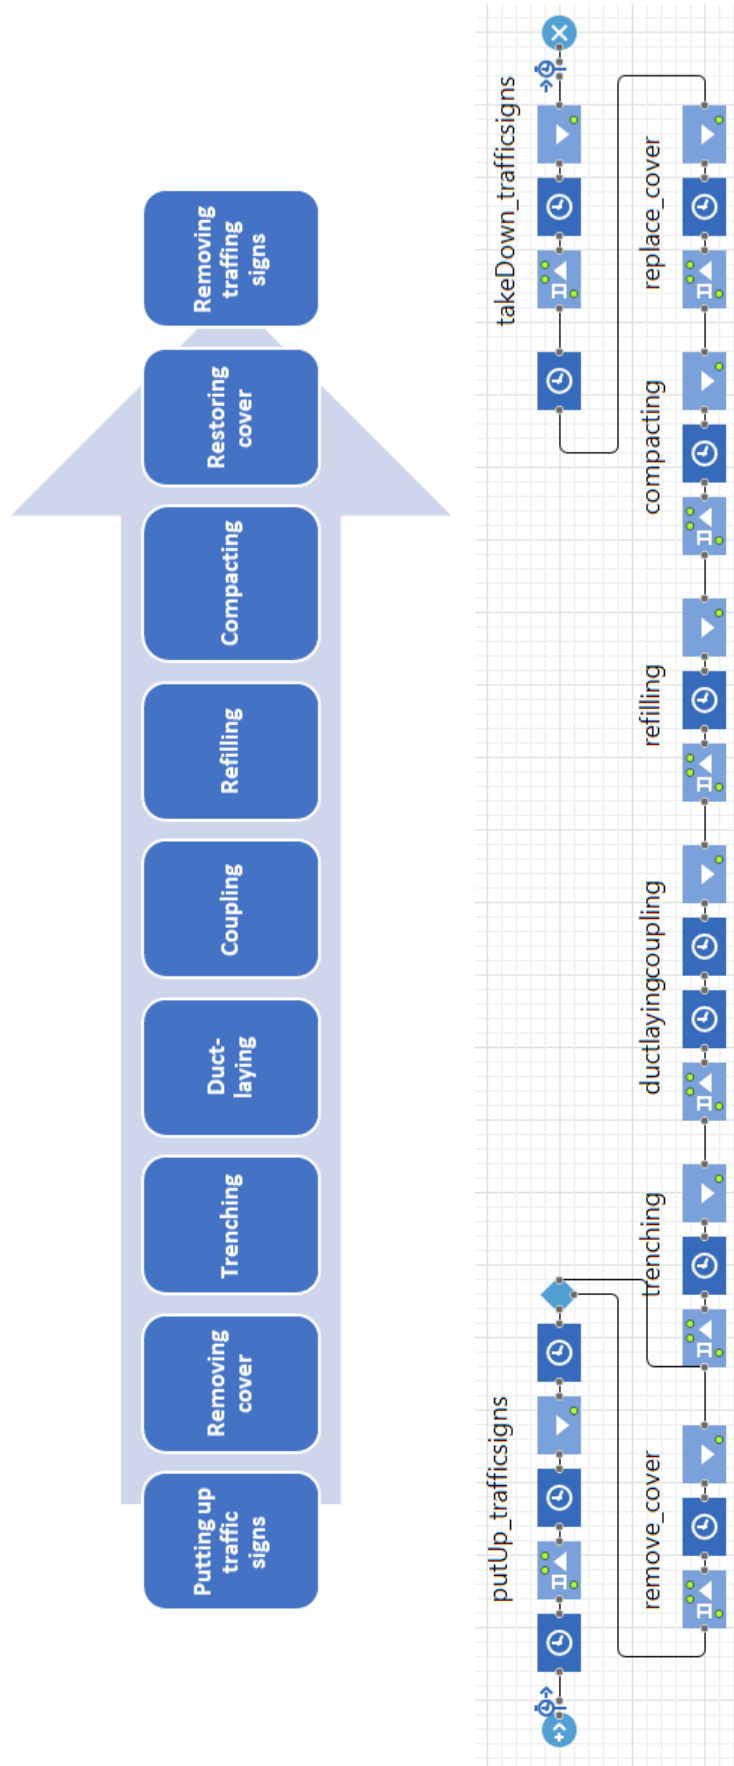 Putting up
traffic
signs
Removing
cover
Trenching
Duct-
laying
Coupling
Refilling
Compacting
Restoring
cover
Removing
traffing
signs
putUp_trafficsigns
takeDown_trafficsigns
remove_cover
trenching
ductlayingcoupling
refilling
compacting
replace_cover